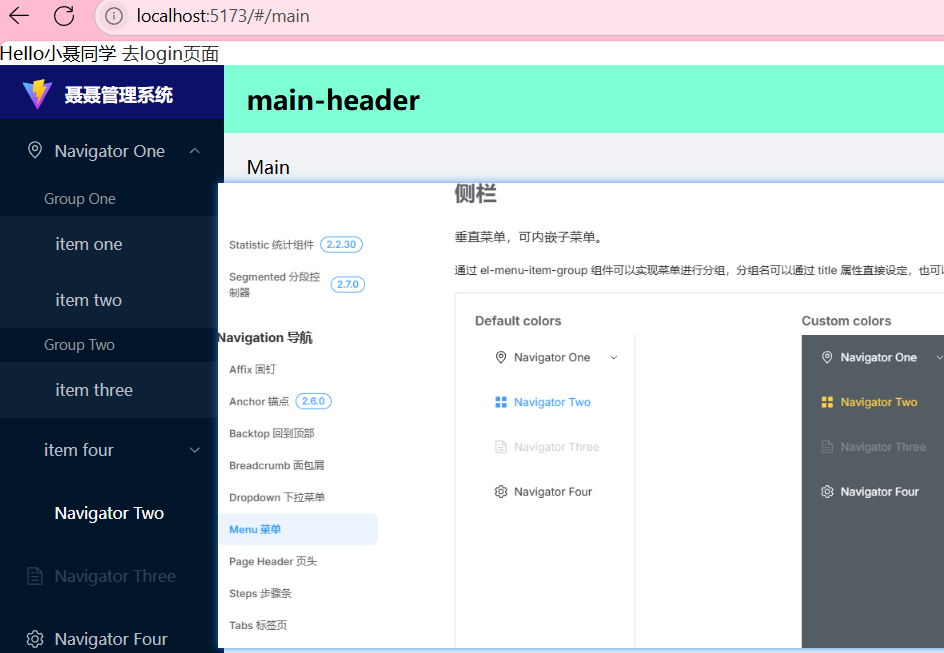 localhost:5173/#/main
Hello小聂同学 去login页面
聂聂管理系统
main-header
Navigator One
Group One
item one
item two
Group Two
item three
item four
Navigator Two
Navigator Three
Navigator Four
Main
侧栏
Statistic 统计组件 2.2.30
Segmented 分段控
制器 2.7.0
Navigation 导航
Affix 固钉
Anchor 锚点 2.6.0
Backtop 回到顶部
Breadcrumb 面包屑
Dropdown 下拉菜单
Menu 菜单
Page Header 页头
Steps 步骤条
Tabs 标签页
垂直菜单，可内嵌子菜单。
通过 el-menu-item-group 组件可以实现菜单进行分组，分组名可以通过 title 属性直接设定，也可
Default colors
Navigator One
Navigator Two
Navigator Three
Navigator Four
Custom colors
Navigator One
Navigator Two
Navigator Three
Navigator Four